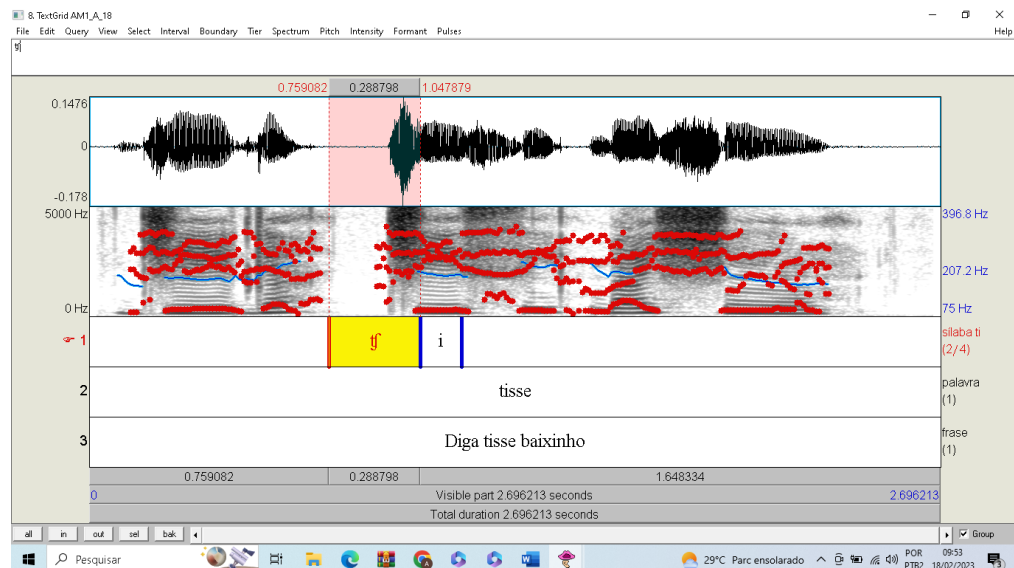 8. TextGrid AM1_A_18
File Edit Query View Select Interval Boundary Tier Spectrum Pitch Intensity Formant Pulses Help
ʧ
0.759082 0.288798 1.047879
0.1476
0
-0.178
5000 Hz 396.8 Hz
207.2 Hz
0 Hz 75 Hz
1 ʧ i sílaba ti
(2/4)
2 tisse palavra
(1)
3 Diga tisse baixinho frase
(1)
0.759082 0.288798 1.648334
0 Visible part 2.696213 seconds 2.696213
Total duration 2.696213 seconds
all in out sel bak Group
Pesquisar 29°C Parc ensolarado POR 09:53
PTB2 18/02/2023 3